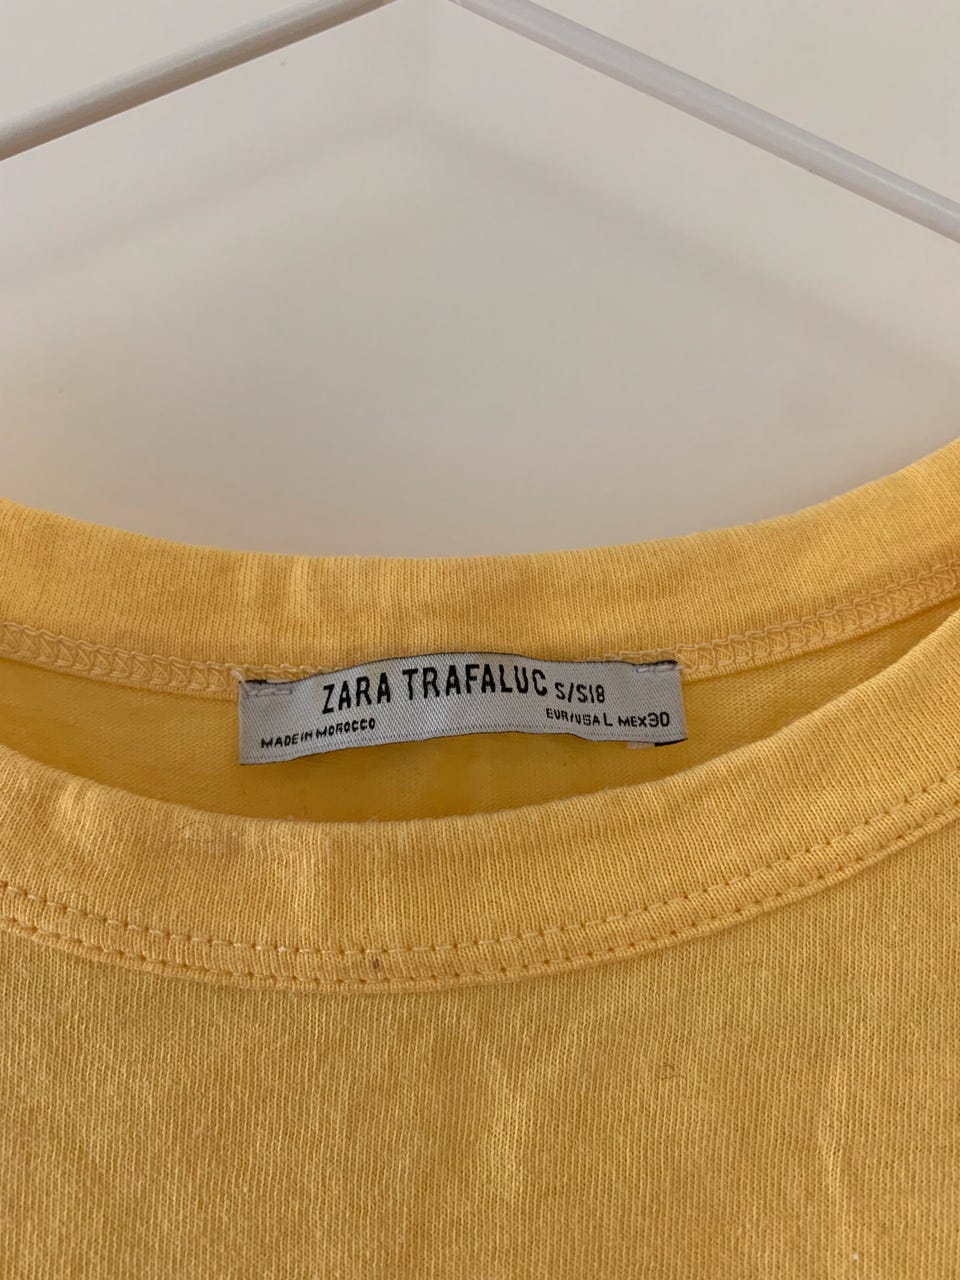 ZARA TRAFALUC S/S18
MADE IN MOROCCO EUR/USA L MEX30